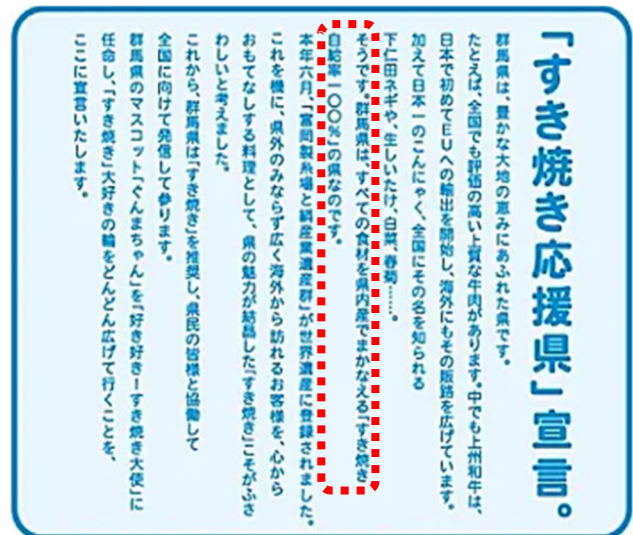 「すき焼き応援県」宣言。
群馬県は、豊かな大地の恵みにあふれた県です。
たとえば、全国でも評価の高い上質な牛肉があります。中でも上州和牛は、
日本で初めてEUへの輸出を開始し、海外にもその販路を広げています。
加えて日本一のこんにゃく、全国にその名を知られる
下仁田ネギや、生しいたけ、白菜、春菊……。
そうです。群馬県は、すべての食材を県内産でまかなえる「すき焼き
自給率一〇〇%」の県なのです。
本年六月、「富岡製糸場と絹産業遺産群」が世界遺産に登録されました。
これを機に、県外のみならず広く海外から訪れるお客様を、心から
おもてなしする料理として、県の魅力が結晶した「すき焼き」こそがふさ
わしいと考えました。
これから、群馬県は「すき焼き」を推奨し、県民の皆様と協働して
全国に向けて発信して参ります。
群馬県のマスコット「ぐんまちゃん」を「好き好き!すき焼き大使」に
任命し、「すき焼き」大好きの輪をどんどん広げて行くことを、
ここに宣言いたします。